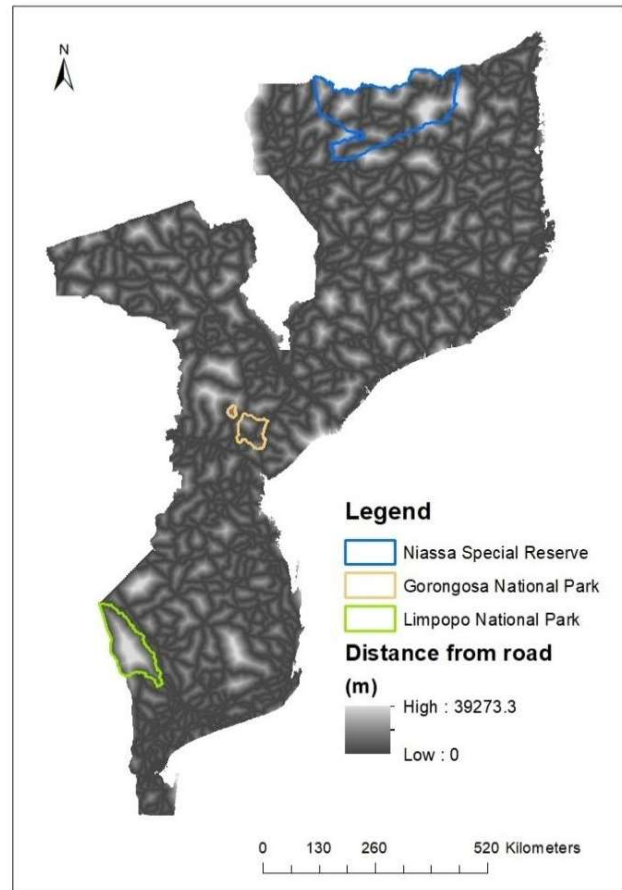 N
Legend
Niassa Special Reserve
Gorongosa National Park
Limpopo National Park
Distance from road
(m)
High : 39273.3
Low : 0
0 130 260 520 Kilometers